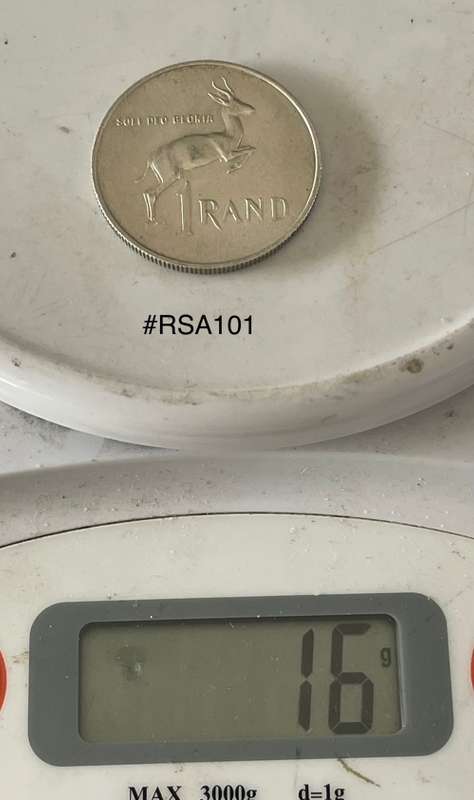 SOLI DEO GLORIA
1 RAND
#RSA101
16 g
MAX 3000g d=1g